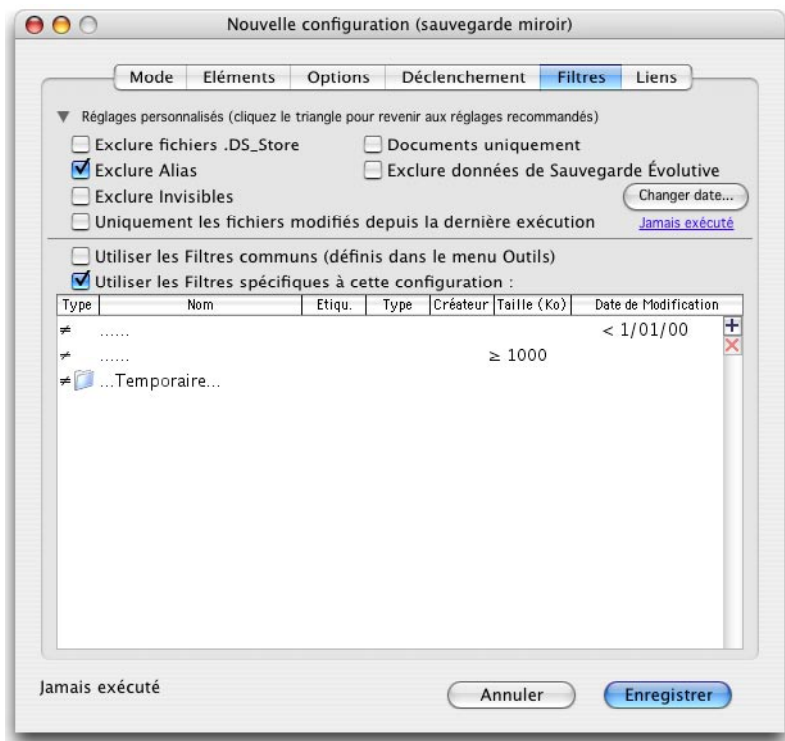 Nouvelle configuration (sauvegarde miroir)
Mode Eléments Options Déclenchement Filtres Liens
▼ Réglages personnalisés (cliquez le triangle pour revenir aux réglages recommandés)
Exclure fichiers .DS_Store Documents uniquement
Exclure Alias Exclure données de Sauvegarde Évolutive
Exclure Invisibles Changer date...
Uniquement les fichiers modifiés depuis la dernière exécution Jamais exécuté
Utiliser les Filtres communs (définis dans le menu Outils)
Utiliser les Filtres spécifiques à cette configuration :
Type Nom Etiqu. Type Créateur Taille (Ko) Date de Modification
≠ ...... < 1/01/00
≠ ...... ≥ 1000
≠ ...Temporaire...
Jamais exécuté Annuler Enregistrer